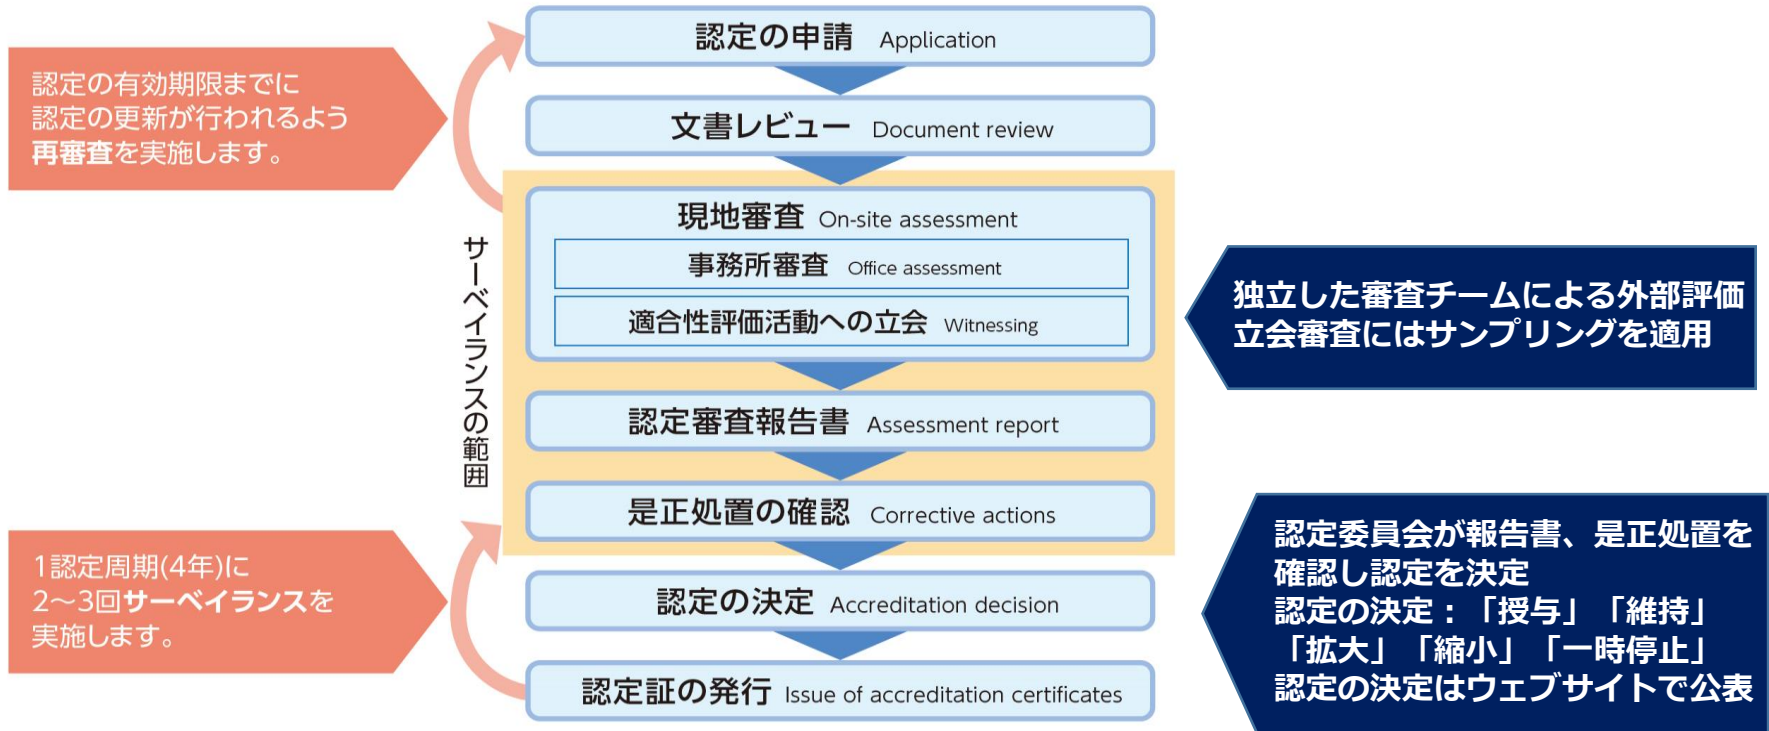 認定の申請 Application
認定の有効期限までに
認定の更新が行われるよう
再審査を実施します。
文書レビュー Document review
現地審査 On-site assessment
事務所審査 Office assessment
適合性評価活動への立会 Witnessing
サーベイランスの範囲
独立した審査チームによる外部評価
立会審査にはサンプリングを適用
認定審査報告書 Assessment report
是正処置の確認 Corrective actions
1認定周期(4年)に
2～3回サーベイランスを
実施します。
認定の決定 Accreditation decision
認定証の発行 Issue of accreditation certificates
認定委員会が報告書、是正処置を
確認し認定を決定
認定の決定：「授与」「維持」
「拡大」「縮小」「一時停止」
認定の決定はウェブサイトで公表